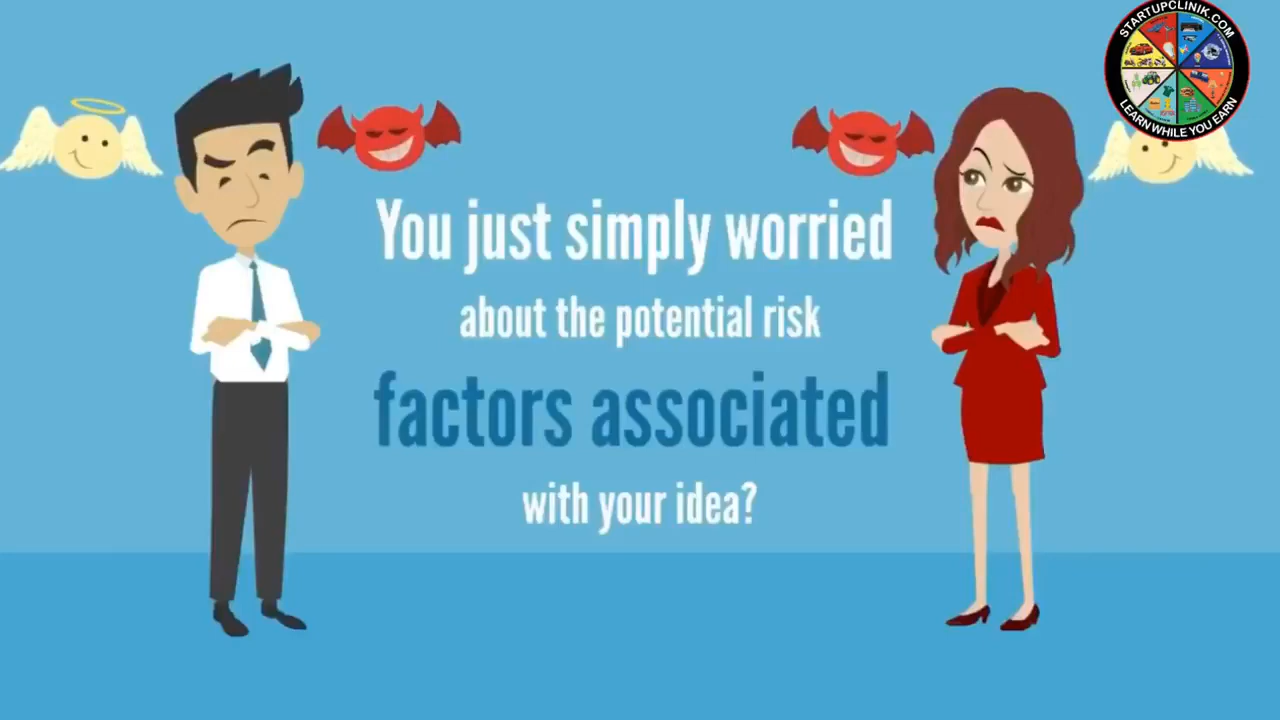 STARTUPCLINIK.COM
LEARN WHILE YOU EARN
You just simply worried
about the potential risk
factors associated
with your idea?